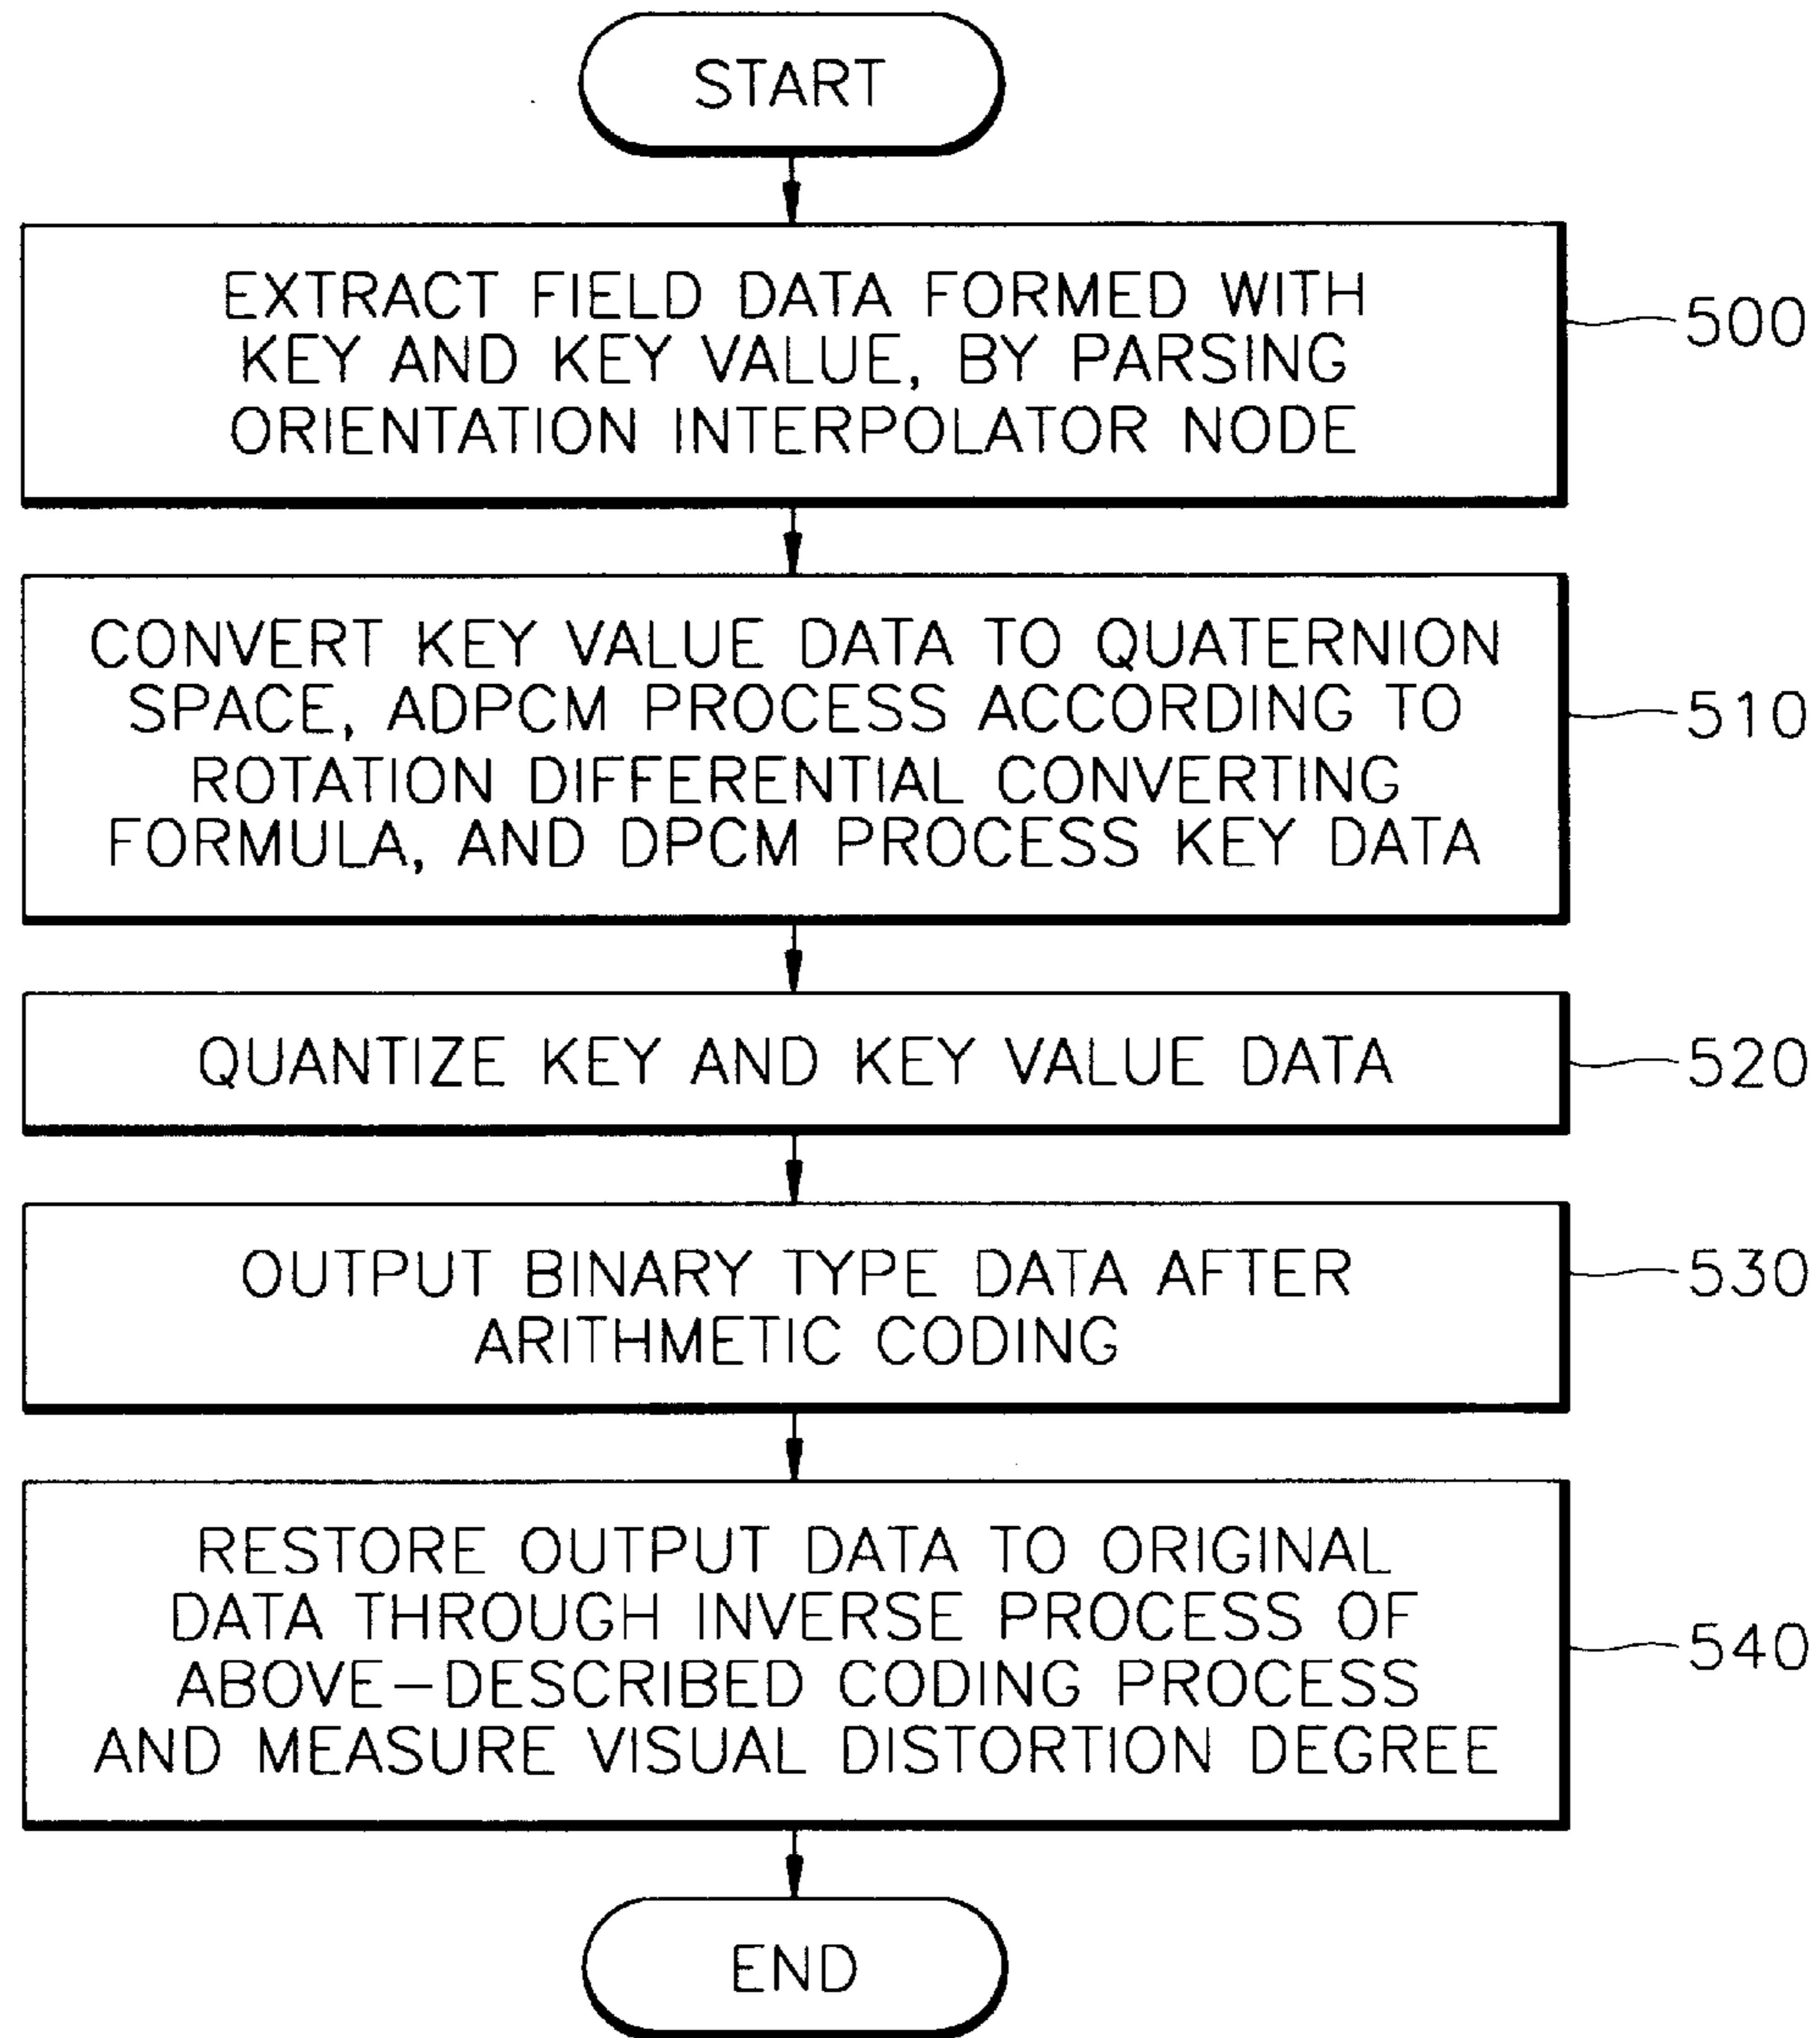 START
EXTRACT FIELD DATA FORMED WITH
KEY AND KEY VALUE, BY PARSING
ORIENTATION INTERPOLATOR NODE
500
CONVERT KEY VALUE DATA TO QUATERNION
SPACE, ADPCM PROCESS ACCORDING TO
ROTATION DIFFERENTIAL CONVERTING
FORMULA, AND DPCM PROCESS KEY DATA
510
QUANTIZE KEY AND KEY VALUE DATA
520
OUTPUT BINARY TYPE DATA AFTER
ARITHMETIC CODING
530
RESTORE OUTPUT DATA TO ORIGINAL
DATA THROUGH INVERSE PROCESS OF
ABOVE-DESCRIBED CODING PROCESS
AND MEASURE VISUAL DISTORTION DEGREE
540
END